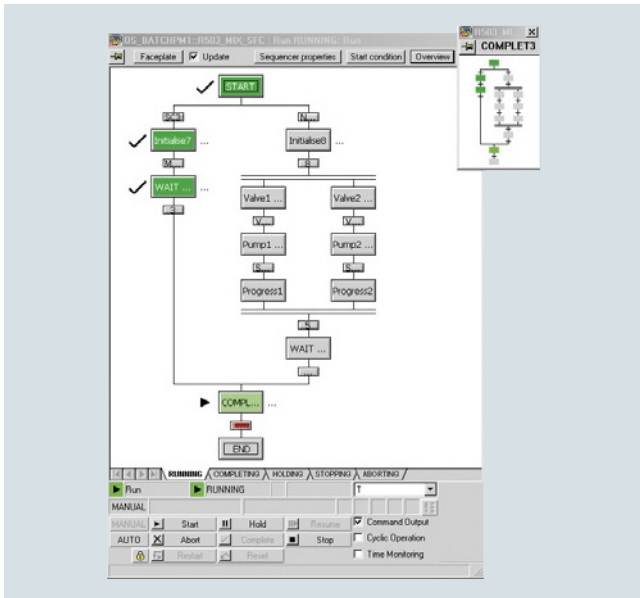 OS_BATCHPM1::R503_MIX_SFC : Run RUNNING: Run
R503_MI
COMPLET3
Faceplate
Update
Sequencer properties
Start condition
Overview
START
SC3
N...
Initialise7 ...
Initialise8 ...
M...
S
WAIT ... ...
Valve1 ...
Valve2 ...
V...
V...
Pump1 ...
Pump2 ...
S...
S...
Progress1
Progress2
S
WAIT ...
....
COMPL... ...
END
RUNNING
COMPLETING
HOLDING
STOPPING
ABORTING
Run
RUNNING
T
MANUAL
MANUAL
Start
Hold
Resume
Command Output
AUTO
Abort
Complete
Stop
Cyclic Operation
Restart
Reset
Time Monitoring